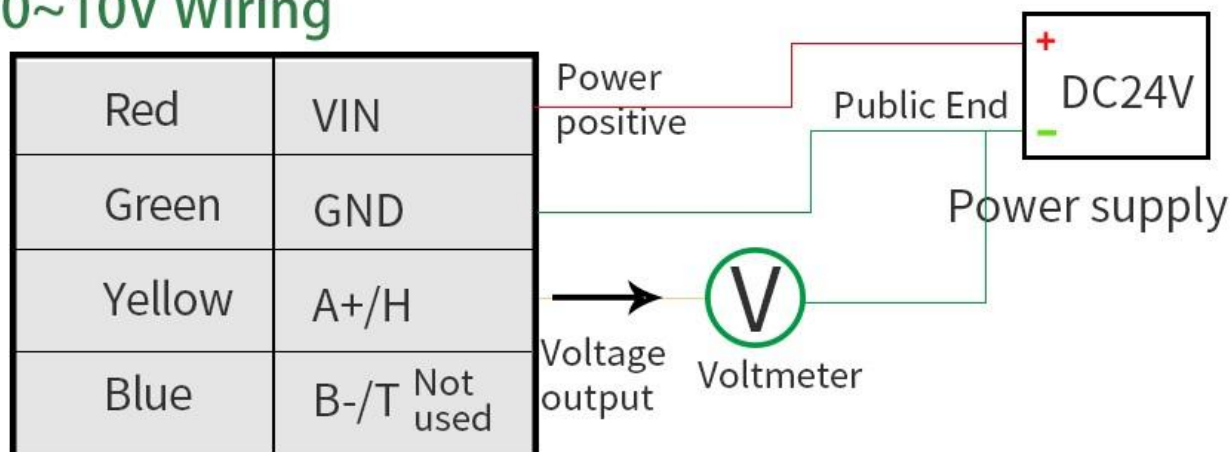 0~10V Wiring
Red VIN
Power
positive
Green GND
Yellow A+/H
Blue B-/T Not
used
Voltage
output
V
Voltmeter
Public End
+
DC24V
-
Power supply